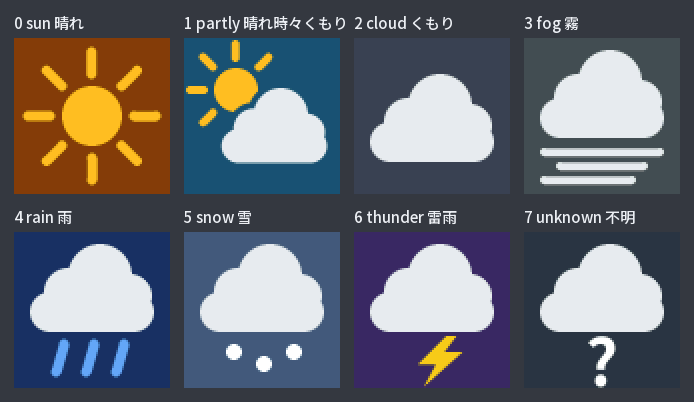 0 sun 晴れ
1 partly 晴れ時々くもり
2 cloud くもり
3 fog 霧
4 rain 雨
5 snow 雪
6 thunder 雷雨
7 unknown 不明
?